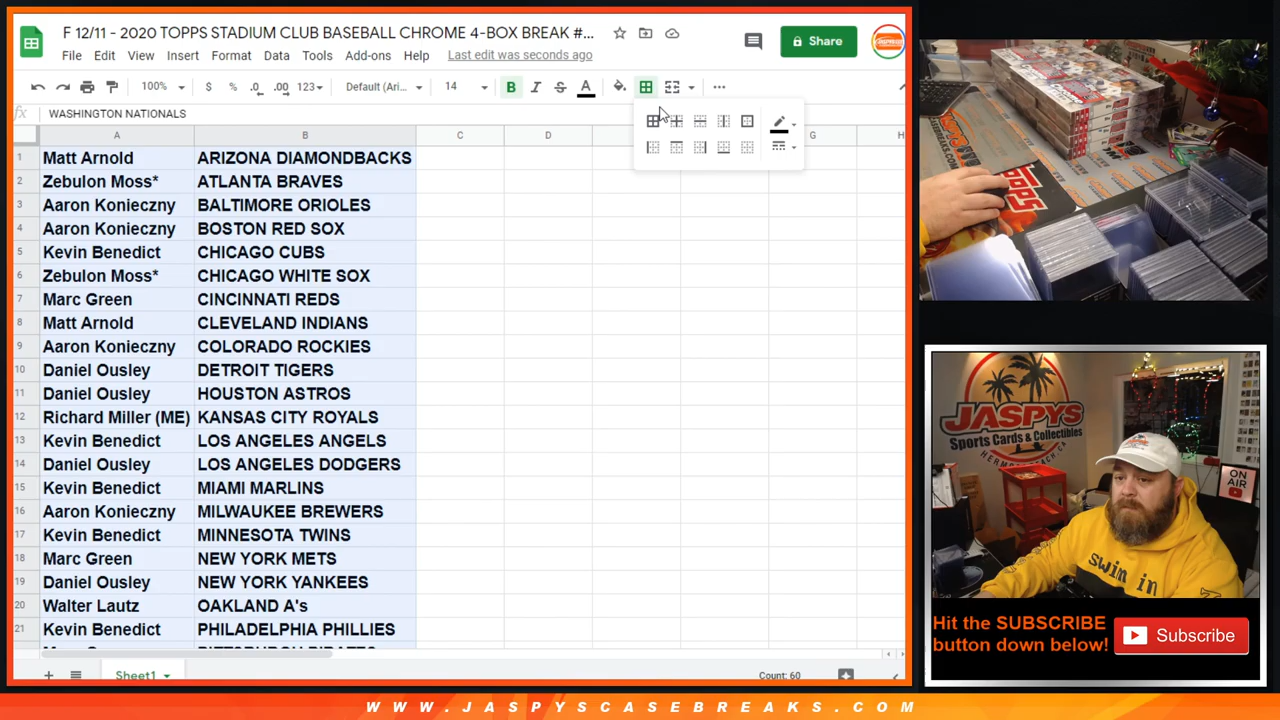 F 12/11 - 2020 TOPPS STADIUM CLUB BASEBALL CHROME 4-BOX BREAK #...
File Edit View Insert Format Data Tools Add-ons Help Last edit was seconds ago
Share
100% $ % .0 .00 123 Default (Ari... 14 B I S A
fx WASHINGTON NATIONALS
A B C D G H
1 Matt Arnold ARIZONA DIAMONDBACKS
2 Zebulon Moss* ATLANTA BRAVES
3 Aaron Konieczny BALTIMORE ORIOLES
4 Aaron Konieczny BOSTON RED SOX
5 Kevin Benedict CHICAGO CUBS
6 Zebulon Moss* CHICAGO WHITE SOX
7 Marc Green CINCINNATI REDS
8 Matt Arnold CLEVELAND INDIANS
9 Aaron Konieczny COLORADO ROCKIES
10 Daniel Ousley DETROIT TIGERS
11 Daniel Ousley HOUSTON ASTROS
12 Richard Miller (ME) KANSAS CITY ROYALS
13 Kevin Benedict LOS ANGELES ANGELS
14 Daniel Ousley LOS ANGELES DODGERS
15 Kevin Benedict MIAMI MARLINS
16 Aaron Konieczny MILWAUKEE BREWERS
17 Kevin Benedict MINNESOTA TWINS
18 Marc Green NEW YORK METS
19 Daniel Ousley NEW YORK YANKEES
20 Walter Lautz OAKLAND A's
21 Kevin Benedict PHILADELPHIA PHILLIES
Sheet1
Count: 60
TOPPS
JASPYS
Sports Cards & Collectibles
HERMOSA BEACH, CA
ON
AIR
swim in
Hit the SUBSCRIBE
button down below!
Subscribe
WWW.JASPYSCASEBREAKS.COM